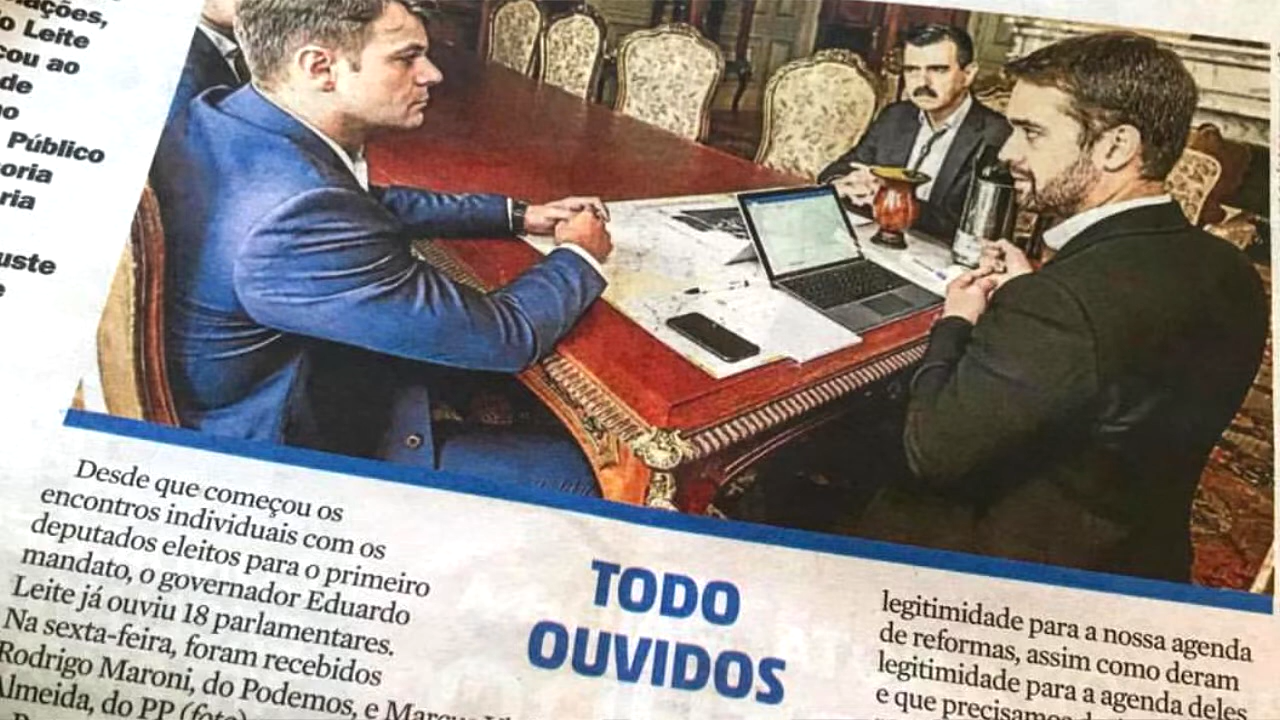 mações,
o Leite
cou ao
de
no
Público
oria
ria
uste
e
Desde que começou os
encontros individuais com os
deputados eleitos para o primeiro
mandato, o governador Eduardo
Leite já ouviu 18 parlamentares.
Na sexta-feira, foram recebidos
Rodrigo Maroni, do Podemos, e Marcus
Almeida, do PP (foto)
TODO
OUVIDOS
legitimidade para a nossa agenda
de reformas, assim como deram
legitimidade para a agenda deles
e que precisamos